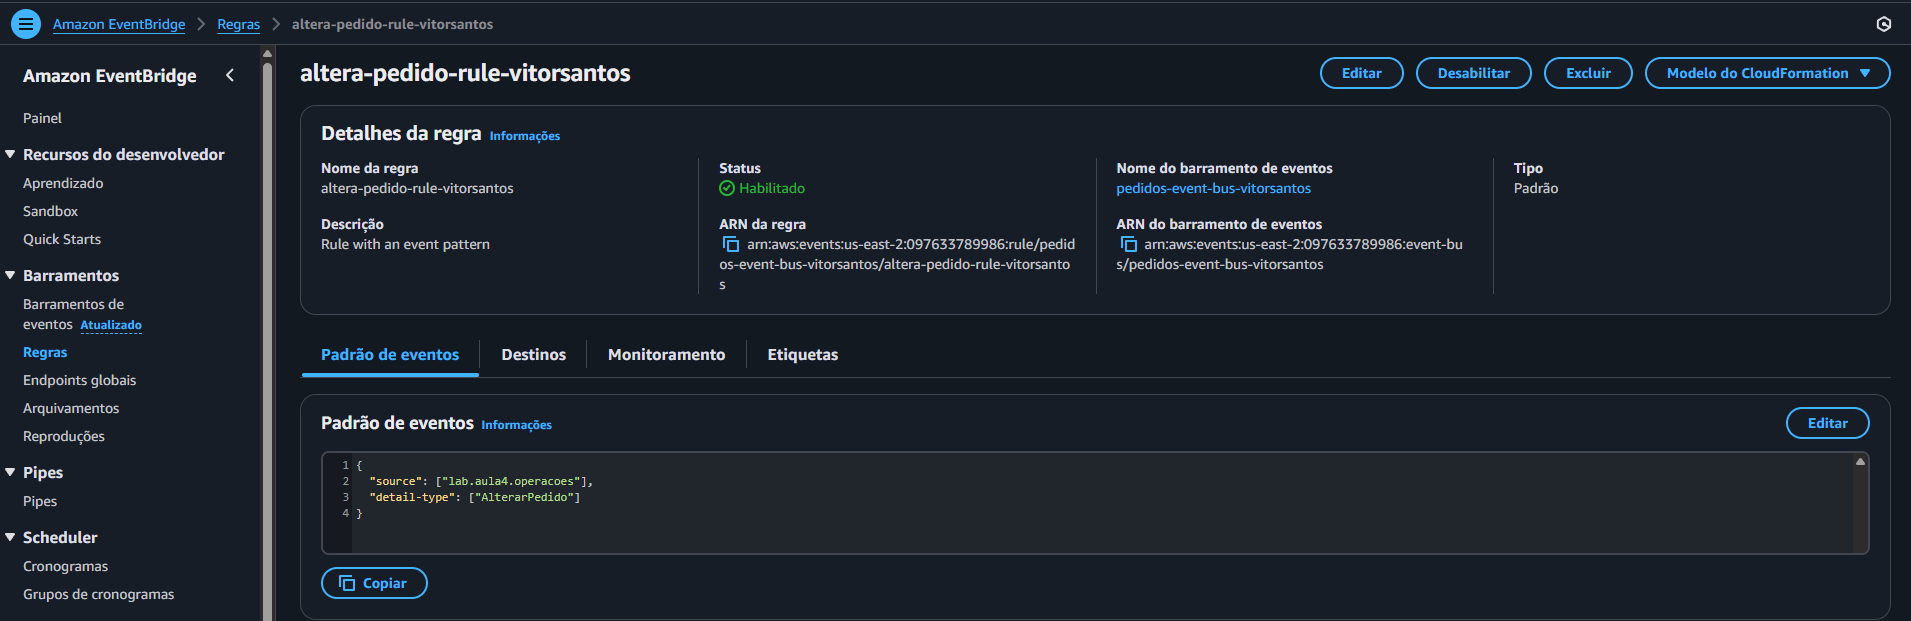 Amazon EventBridge > Regras > altera-pedido-rule-vitorsantos
Amazon EventBridge
Painel
Recursos do desenvolvedor
Aprendizado
Sandbox
Quick Starts
Barramentos
Barramentos de
eventos Atualizado
Regras
Endpoints globais
Arquivamentos
Reproduções
Pipes
Pipes
Scheduler
Cronogramas
Grupos de cronogramas
altera-pedido-rule-vitorsantos
Editar
Desabilitar
Excluir
Modelo do CloudFormation
Detalhes da regra Informações
Nome da regra
altera-pedido-rule-vitorsantos
Descrição
Rule with an event pattern
Status
Habilitado
ARN da regra
arn:aws:events:us-east-2:097633789986:rule/pedid
os-event-bus-vitorsantos/altera-pedido-rule-vitorsanto
s
Nome do barramento de eventos
pedidos-event-bus-vitorsantos
ARN do barramento de eventos
arn:aws:events:us-east-2:097633789986:event-bu
s/pedidos-event-bus-vitorsantos
Tipo
Padrão
Padrão de eventos
Destinos
Monitoramento
Etiquetas
Padrão de eventos Informações
Editar
1 {
2 "source": ["lab.aula4.operacoes"],
3 "detail-type": ["AlterarPedido"]
4 }
Copiar